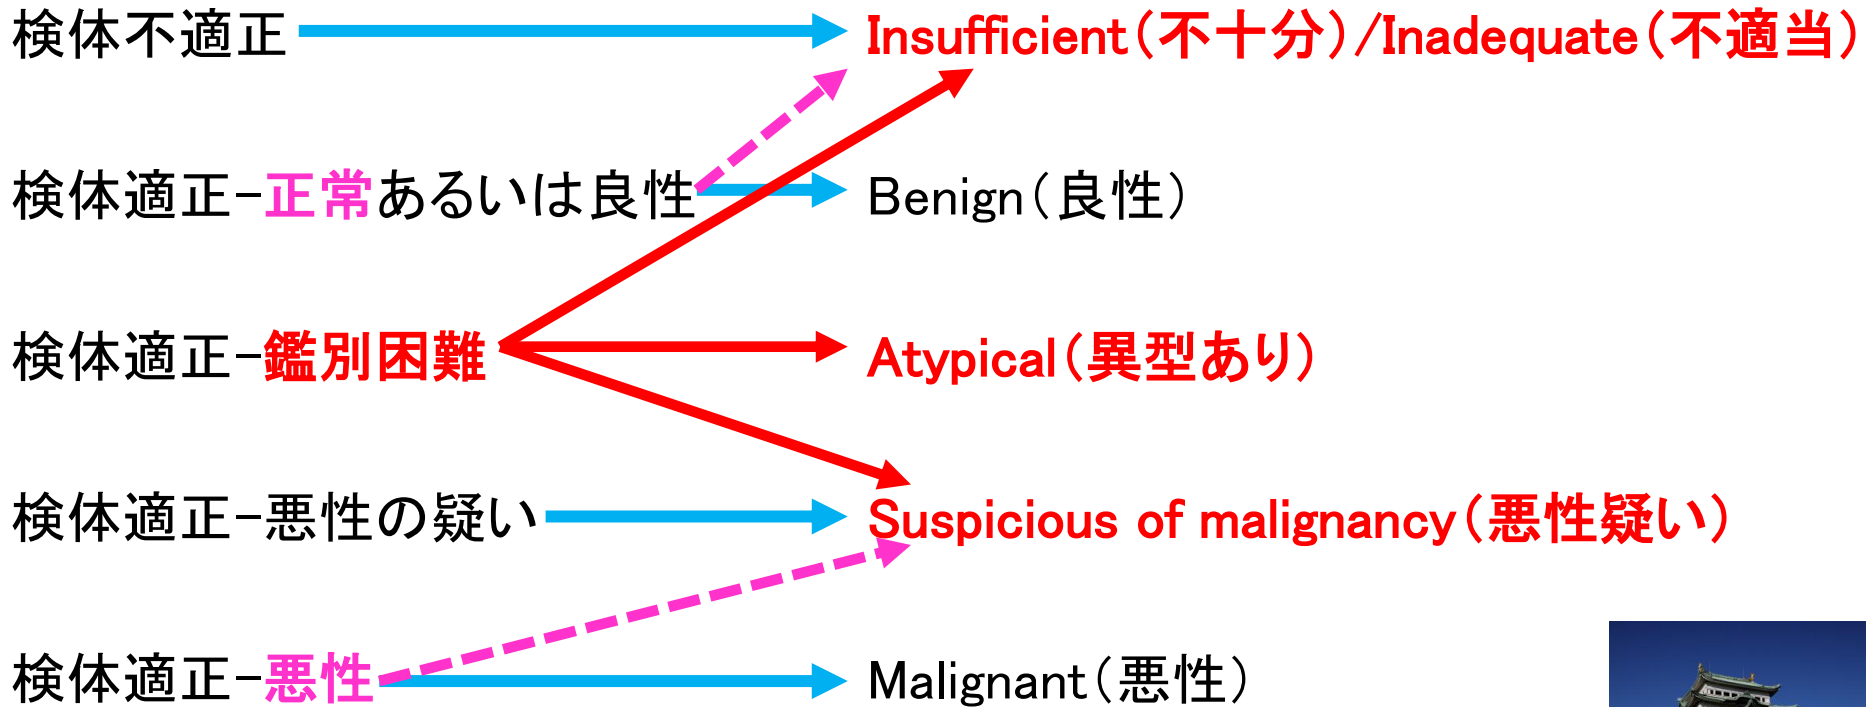 検体不適正 Insufficient(不十分)/Inadequate(不適当)
検体適正-正常あるいは良性 Benign(良性)
検体適正-鑑別困難 Atypical(異型あり)
検体適正-悪性の疑い Suspicious of malignancy(悪性疑い)
検体適正-悪性 Malignant(悪性)